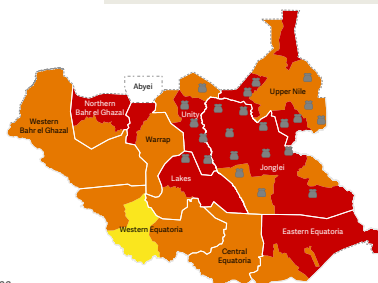 Abyei
Upper Nile
Northern
Bahr el Ghazal
Unity
Western
Bahr el Ghazal
Warrap
Jonglei
Lakes
Western Equatoria
Eastern Equatoria
Central
Equatoria